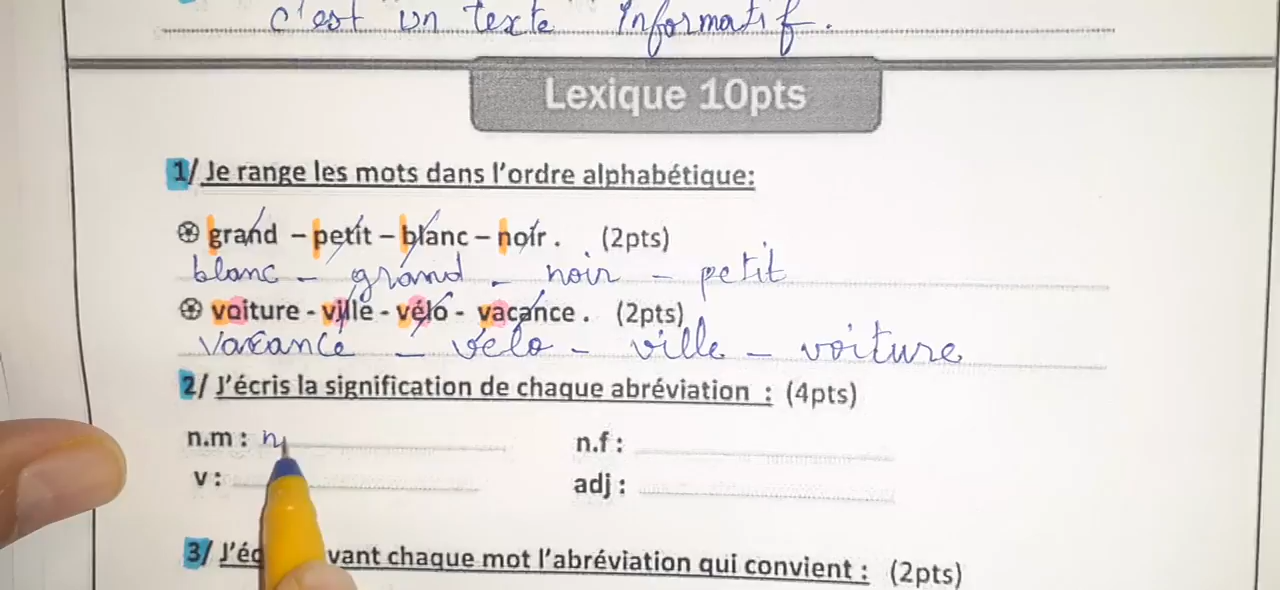 c'est un texte informatif.
Lexique 10pts
1/ Je range les mots dans l'ordre alphabétique:
grand – petit – blanc – noir . (2pts)
blanc - grand - noir - petit
voiture - ville - vélo - vacance . (2pts)
vacance - vélo - ville - voiture
2/ J'écris la signification de chaque abréviation : (4pts)
n.m : n n.f :
v : adj :
3/ vant chaque mot l'abréviation qui convient : (2pts)